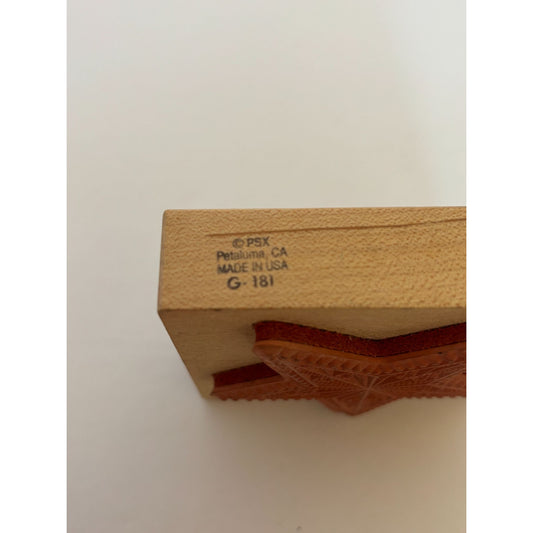 © PSX
Petaluma, CA
MADE IN USA
G-181